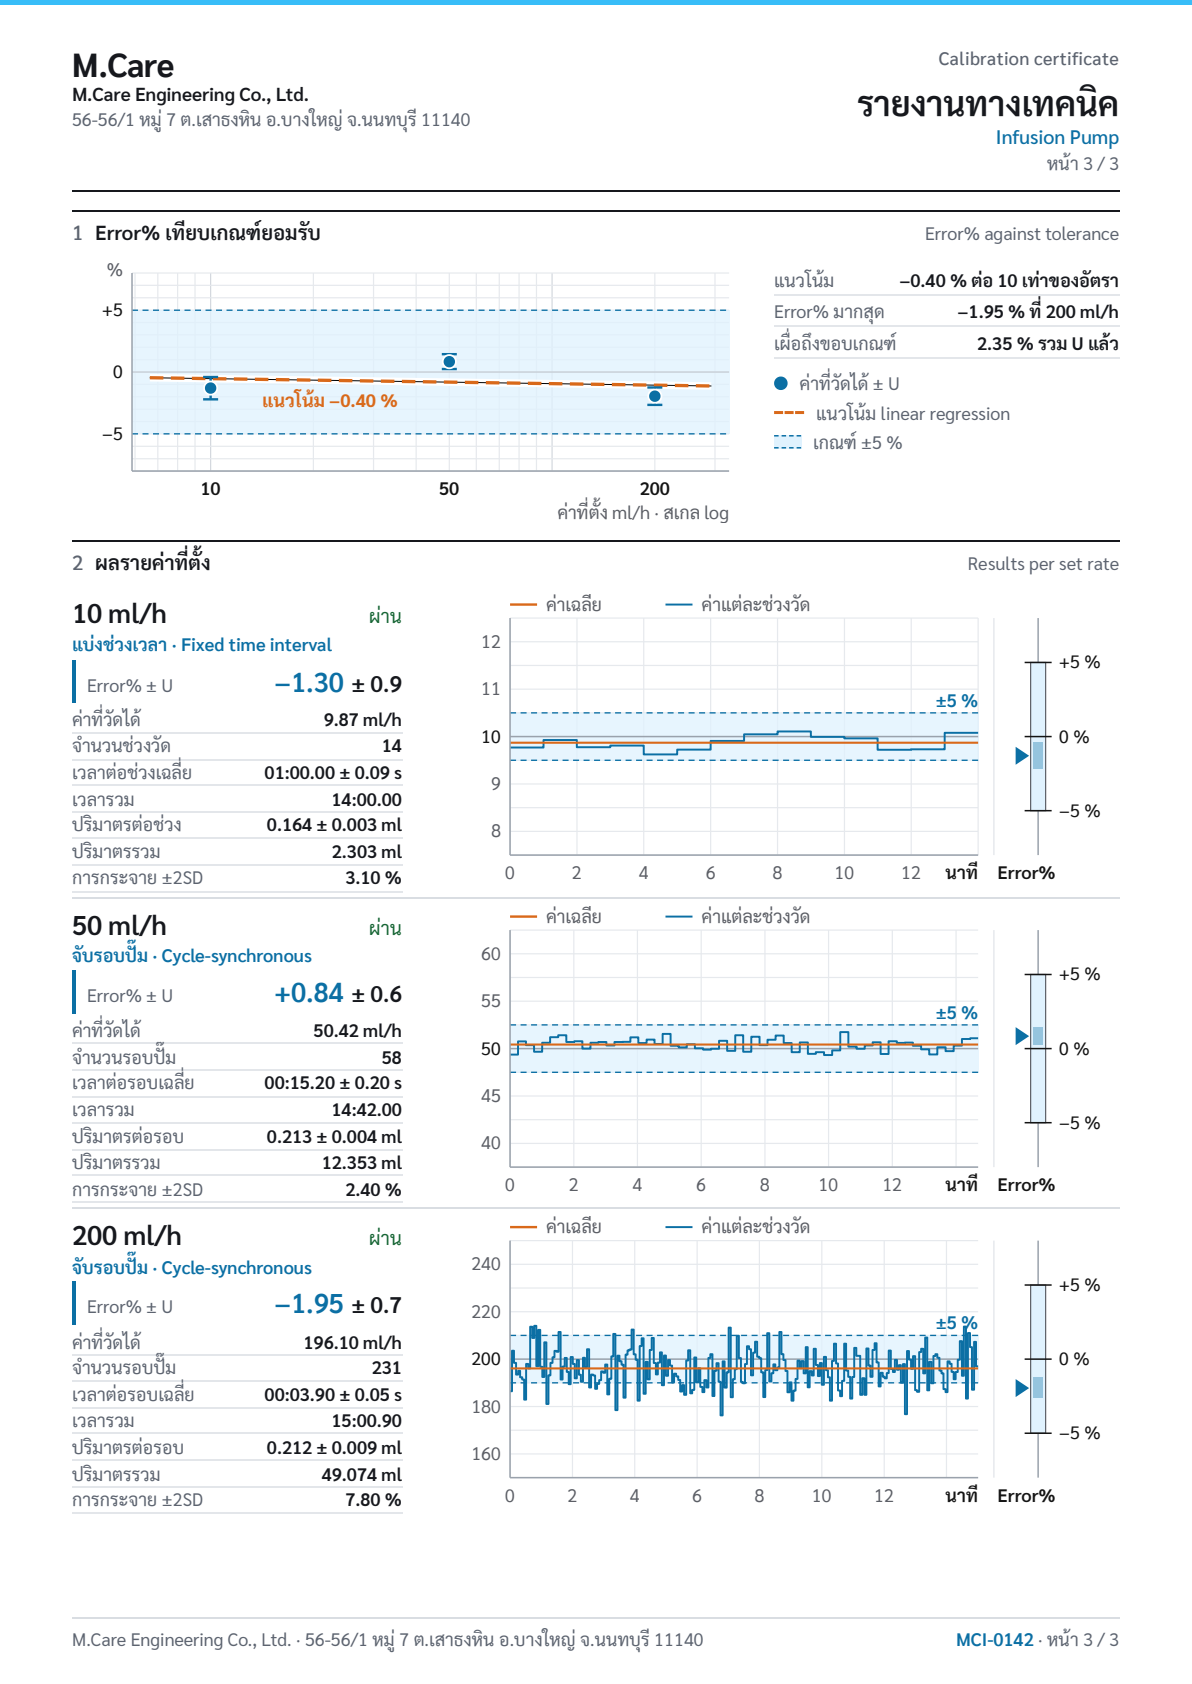 M.Care
M.Care Engineering Co., Ltd.
56-56/1 หมู่ 7 ต.เสาธงหิน อ.บางใหญ่ จ.นนทบุรี 11140
Calibration certificate
รายงานทางเทคนิค
Infusion Pump
หน้า 3 / 3
1 Error% เทียบเกณฑ์ยอมรับ
Error% against tolerance
%
+5
0
−5
แนวโน้ม −0.40 %
10 50 200
ค่าที่ตั้ง ml/h · สเกล log
แนวโน้ม −0.40 % ต่อ 10 เท่าของอัตรา
Error% มากสุด −1.95 % ที่ 200 ml/h
เผื่อถึงขอบเกณฑ์ 2.35 % รวม U แล้ว
ค่าที่วัดได้ ± U
แนวโน้ม linear regression
เกณฑ์ ±5 %
2 ผลรายค่าที่ตั้ง
Results per set rate
10 ml/h ผ่าน
แบ่งช่วงเวลา · Fixed time interval
Error% ± U −1.30 ± 0.9
ค่าที่วัดได้ 9.87 ml/h
จำนวนช่วงวัด 14
เวลาต่อช่วงเฉลี่ย 01:00.00 ± 0.09 s
เวลารวม 14:00.00
ปริมาตรต่อช่วง 0.164 ± 0.003 ml
ปริมาตรรวม 2.303 ml
การกระจาย ±2SD 3.10 %
ค่าเฉลี่ย ค่าแต่ละช่วงวัด
12
11
10
9
8
±5 %
0 2 4 6 8 10 12 นาที
+5 %
0 %
−5 %
Error%
50 ml/h ผ่าน
จับรอบปั๊ม · Cycle-synchronous
Error% ± U +0.84 ± 0.6
ค่าที่วัดได้ 50.42 ml/h
จำนวนรอบปั๊ม 58
เวลาต่อรอบเฉลี่ย 00:15.20 ± 0.20 s
เวลารวม 14:42.00
ปริมาตรต่อรอบ 0.213 ± 0.004 ml
ปริมาตรรวม 12.353 ml
การกระจาย ±2SD 2.40 %
ค่าเฉลี่ย ค่าแต่ละช่วงวัด
60
55
50
45
40
±5 %
0 2 4 6 8 10 12 นาที
+5 %
0 %
−5 %
Error%
200 ml/h ผ่าน
จับรอบปั๊ม · Cycle-synchronous
Error% ± U −1.95 ± 0.7
ค่าที่วัดได้ 196.10 ml/h
จำนวนรอบปั๊ม 231
เวลาต่อรอบเฉลี่ย 00:03.90 ± 0.05 s
เวลารวม 15:00.90
ปริมาตรต่อรอบ 0.212 ± 0.009 ml
ปริมาตรรวม 49.074 ml
การกระจาย ±2SD 7.80 %
ค่าเฉลี่ย ค่าแต่ละช่วงวัด
240
220
200
180
160
±5 %
0 2 4 6 8 10 12 นาที
+5 %
0 %
−5 %
Error%
M.Care Engineering Co., Ltd. · 56-56/1 หมู่ 7 ต.เสาธงหิน อ.บางใหญ่ จ.นนทบุรี 11140
MCI-0142 · หน้า 3 / 3